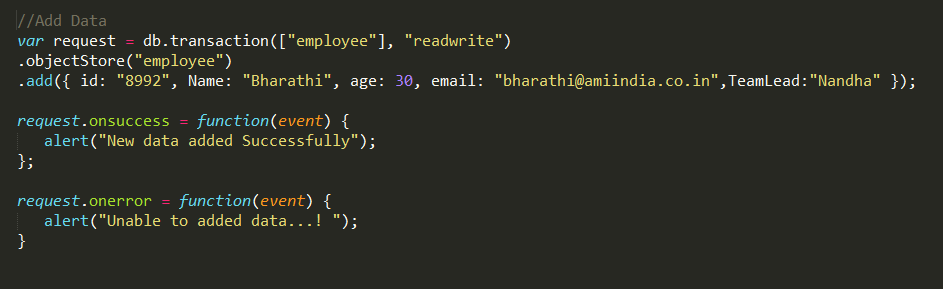 //Add Data
var request = db.transaction(["employee"], "readwrite")
.objectStore("employee")
.add({ id: "8992", Name: "Bharathi", age: 30, email: "bharathi@amiindia.co.in",TeamLead:"Nandha" });
request.onsuccess = function(event) {
alert("New data added Successfully");
};
request.onerror = function(event) {
alert("Unable to added data...! ");
}